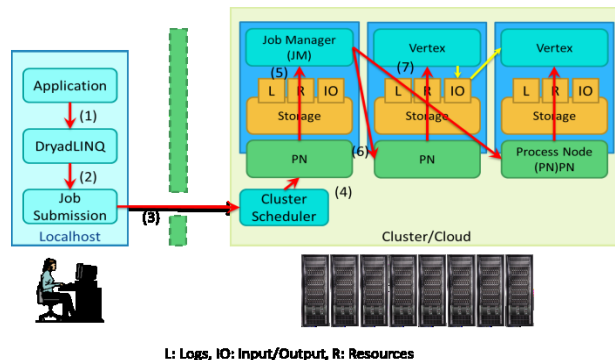 Job Manager
(JM)
Vertex
Vertex
(5)
(7)
Application
L R IO
L R IO
L R IO
(1)
Storage
Storage
Storage
DryadLINQ
(6)
PN
PN
Process Node
(PN)PN
(2)
(4)
Job
Submission
Cluster
Scheduler
(3)
Localhost
Cluster/Cloud
L: Logs, IO: Input/Output, R: Resources